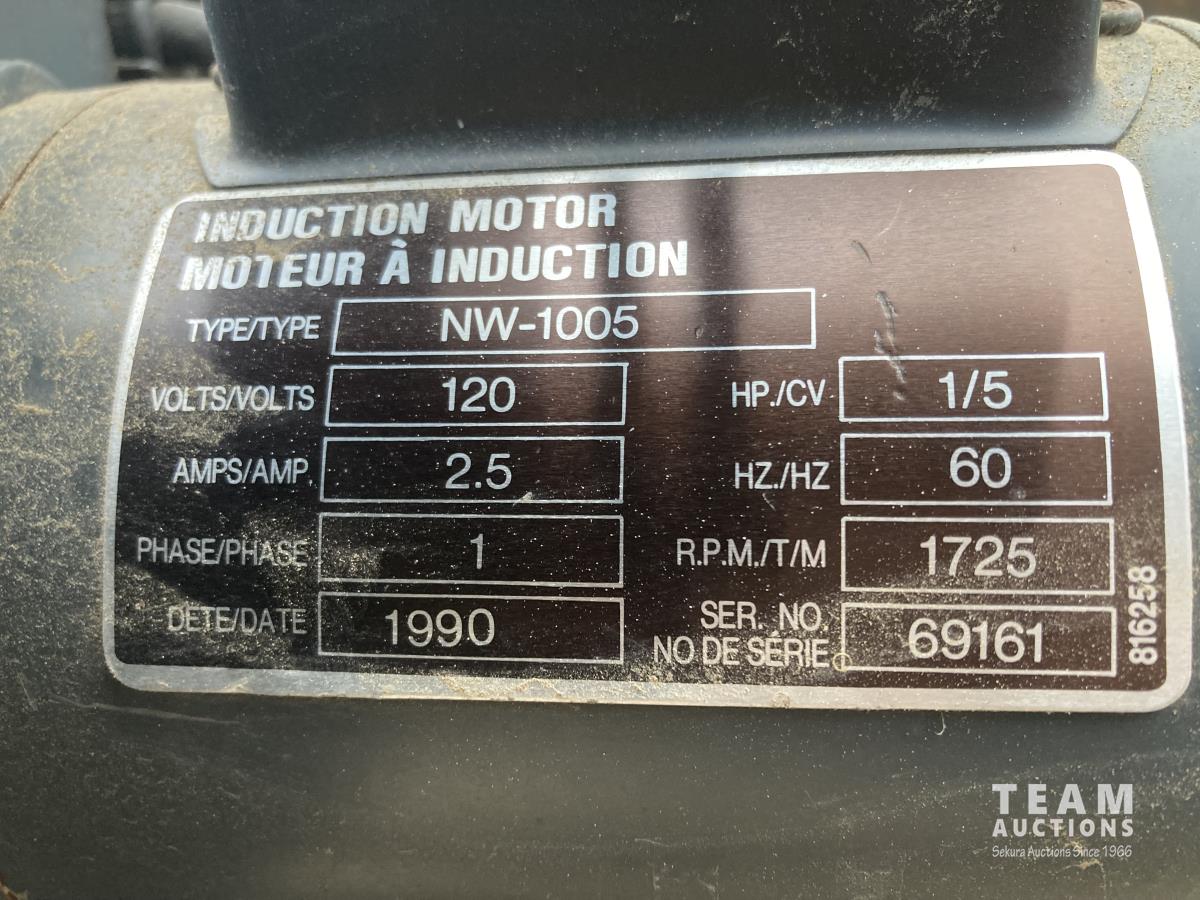 INDUCTION MOTOR
MOTEUR À INDUCTION
TYPE/TYPE NW-1005
VOLTS/VOLTS 120 HP./CV 1/5
AMPS/AMP. 2.5 HZ./HZ 60
PHASE/PHASE 1 R.P.M./T/M 1725
DETE/DATE 1990 SER. NO.
NO DE SÉRIE 69161
816258
TEAM
AUCTIONS
Sekura Auctions Since 1966